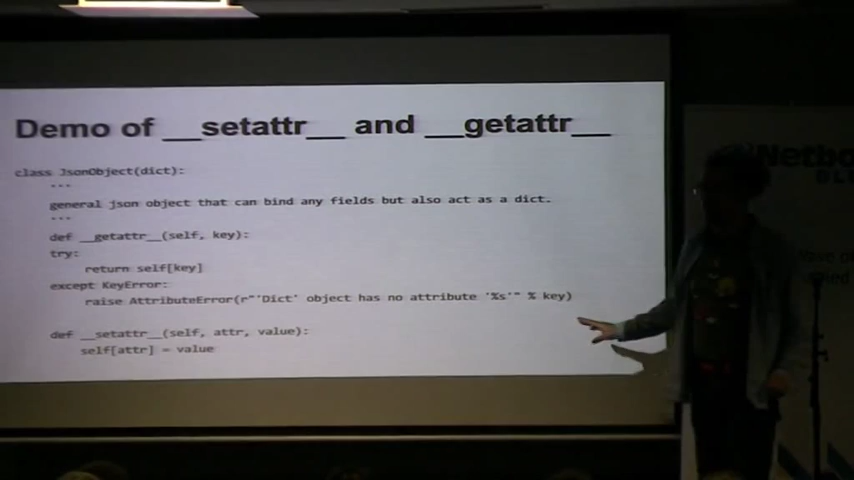 Demo of __setattr__ and __getattr__
class JsonObject(dict):
'''
general json object that can bind any fields but also act as a dict.
'''
def __getattr__(self, key):
try:
return self[key]
except KeyError:
raise AttributeError(r"'Dict' object has no attribute '%s'" % key)
def __setattr__(self, attr, value):
self[attr] = value